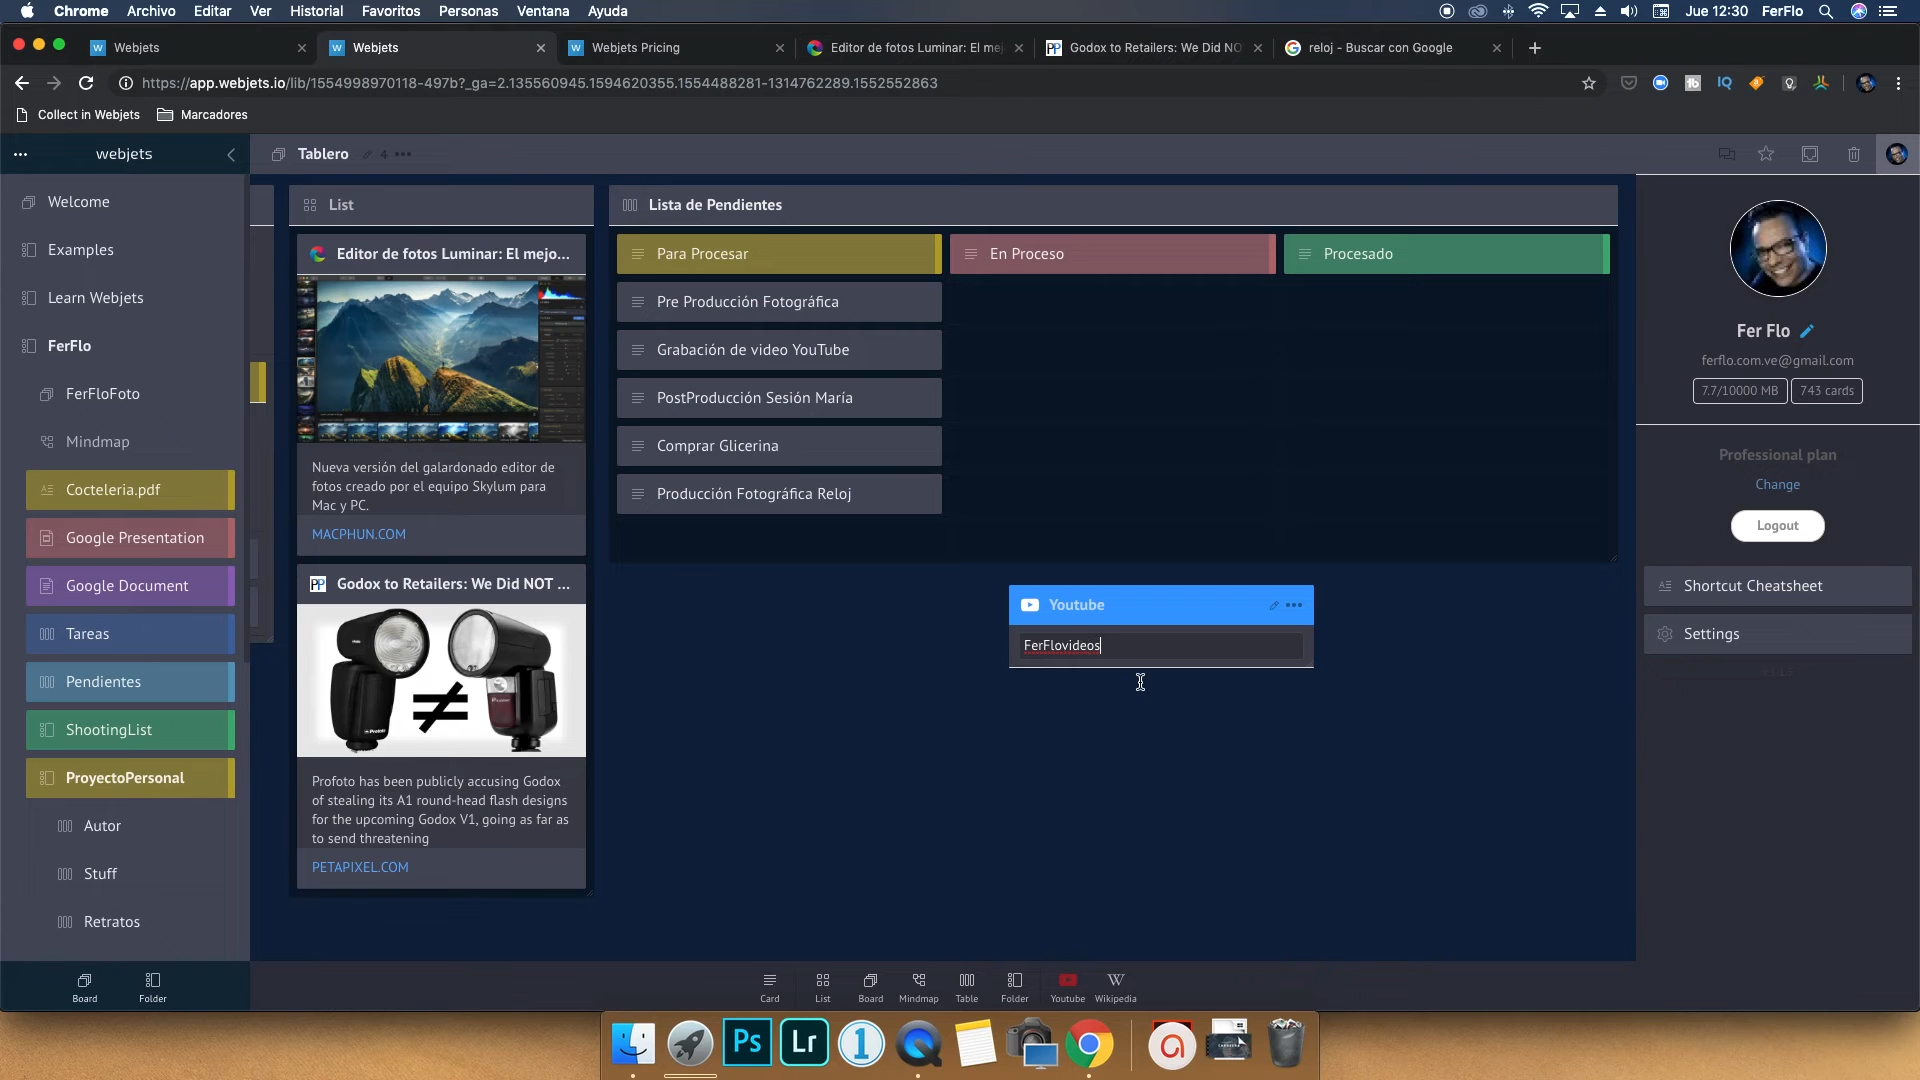 Chrome Archivo Editar Ver Historial Favoritos Personas Ventana Ayuda
Jue 12:30 FerFlo
Webjets
Webjets
Webjets Pricing
Editor de fotos Luminar: El mej
Godox to Retailers: We Did NO
reloj - Buscar con Google
https://app.webjets.io/lib/1554998970118-497b?_ga=2.135560945.1594620355.1554488281-1314762289.1552552863
Collect in Webjets
Marcadores
webjets
Tablero
4
Welcome
Examples
Learn Webjets
FerFlo
FerFloFoto
Mindmap
Cocteleria.pdf
Google Presentation
Google Document
Tareas
Pendientes
ShootingList
ProyectoPersonal
Autor
Stuff
Retratos
Board
Folder
List
Editor de fotos Luminar: El mejo...
Nueva versión del galardonado editor de
fotos creado por el equipo Skylum para
Mac y PC.
MACPHUN.COM
Godox to Retailers: We Did NOT ...
Profoto has been publicly accusing Godox
of stealing its A1 round-head flash designs
for the upcoming Godox V1, going as far as
to send threatening
PETAPIXEL.COM
Lista de Pendientes
Para Procesar
En Proceso
Procesado
Pre Producción Fotográfica
Grabación de video YouTube
PostProducción Sesión María
Comprar Glicerina
Producción Fotográfica Reloj
Youtube
FerFlovideos
Fer Flo
ferflo.com.ve@gmail.com
7.7/10000 MB
743 cards
Professional plan
Change
Logout
Shortcut Cheatsheet
Settings
Card
List
Board
Mindmap
Table
Folder
Youtube
Wikipedia
Ps
Lr
1